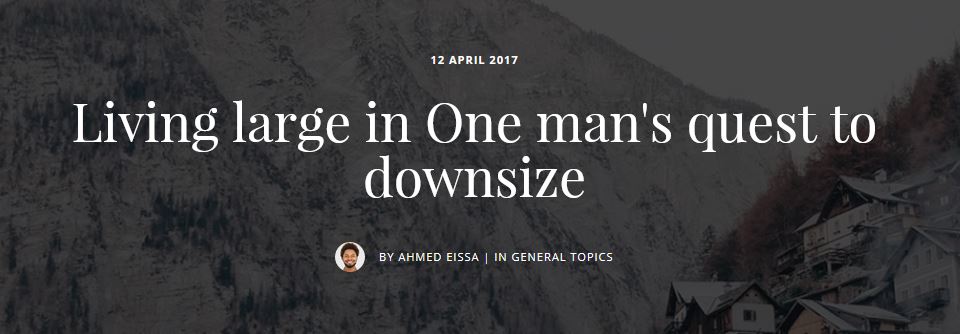 12 APRIL 2017
Living large in One man's quest to
downsize
BY AHMED EISSA | IN GENERAL TOPICS